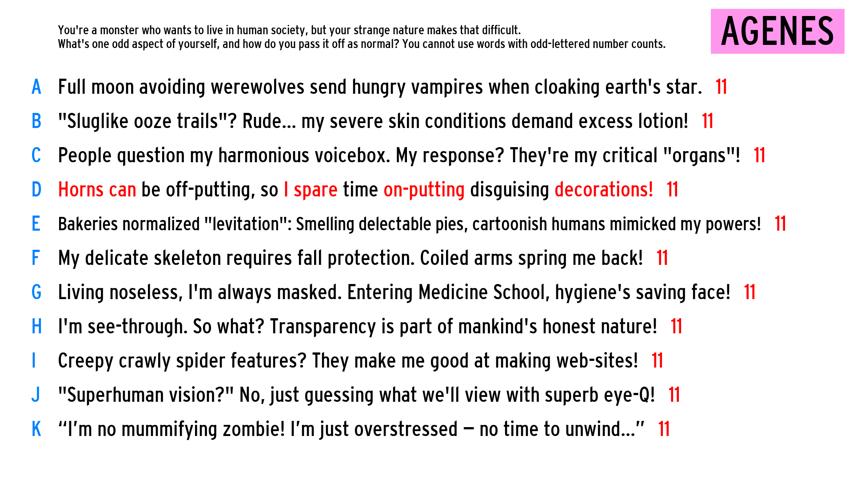 You're a monster who wants to live in human society, but your strange nature makes that difficult.
What's one odd aspect of yourself, and how do you pass it off as normal? You cannot use words with odd-lettered number counts.
AGENES
A Full moon avoiding werewolves send hungry vampires when cloaking earth's star. 11
B "Sluglike ooze trails"? Rude... my severe skin conditions demand excess lotion! 11
C People question my harmonious voicebox. My response? They're my critical "organs"! 11
D Horns can be off-putting, so I spare time on-putting disguising decorations! 11
E Bakeries normalized "levitation": Smelling delectable pies, cartoonish humans mimicked my powers! 11
F My delicate skeleton requires fall protection. Coiled arms spring me back! 11
G Living noseless, I'm always masked. Entering Medicine School, hygiene's saving face! 11
H I'm see-through. So what? Transparency is part of mankind's honest nature! 11
I Creepy crawly spider features? They make me good at making web-sites! 11
J "Superhuman vision?" No, just guessing what we'll view with superb eye-Q! 11
K “I’m no mummifying zombie! I’m just overstressed – no time to unwind...” 11